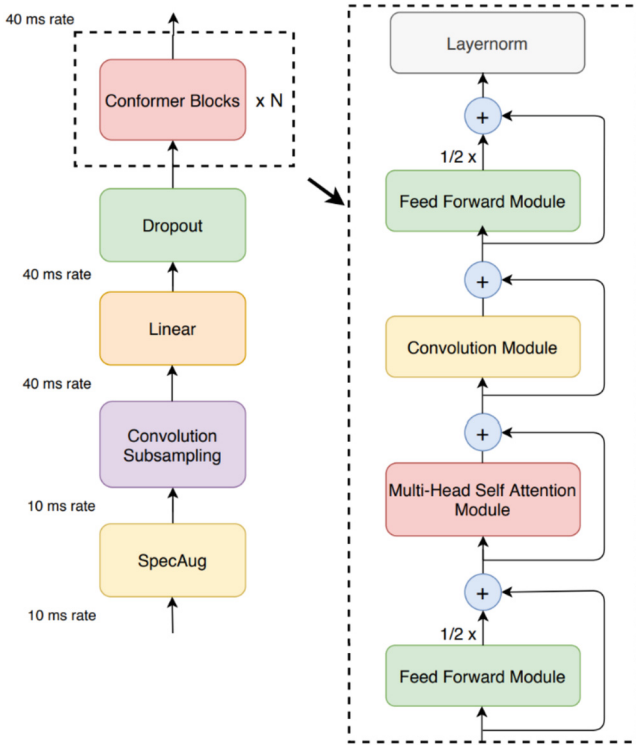 40 ms rate
Conformer Blocks
x N
Dropout
40 ms rate
Linear
40 ms rate
Convolution
Subsampling
10 ms rate
SpecAug
10 ms rate
Layernorm
+
1/2 x
Feed Forward Module
+
Convolution Module
+
Multi-Head Self Attention
Module
+
1/2 x
Feed Forward Module